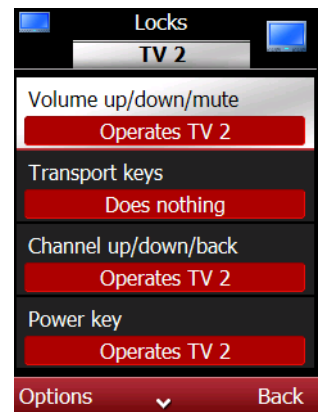 Locks
TV 2
Volume up/down/mute
Operates TV 2
Transport keys
Does nothing
Channel up/down/back
Operates TV 2
Power key
Operates TV 2
Options Back